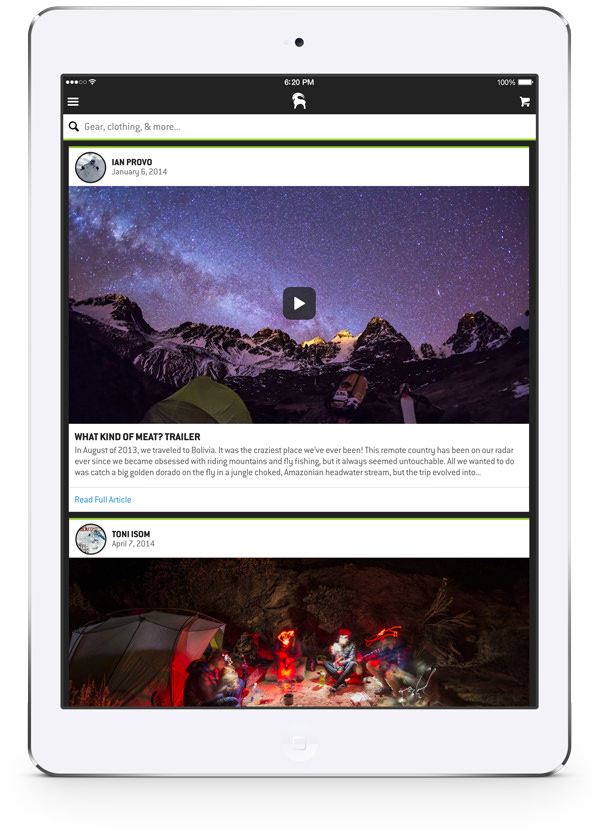 6:20 PM
100%
Gear, clothing, & more...
IAN PROVO
January 6, 2014
WHAT KIND OF MEAT? TRAILER
In August of 2013, we traveled to Bolivia. It was the craziest place we've ever been! This remote country has been on our radar
ever since we became obsessed with riding mountains and fly fishing, but it always seemed untouchable. All we wanted to do
was catch a big golden dorado on the fly in a jungle choked, Amazonian headwater stream, but the trip evolved into...
Read Full Article
TONI ISOM
April 7, 2014